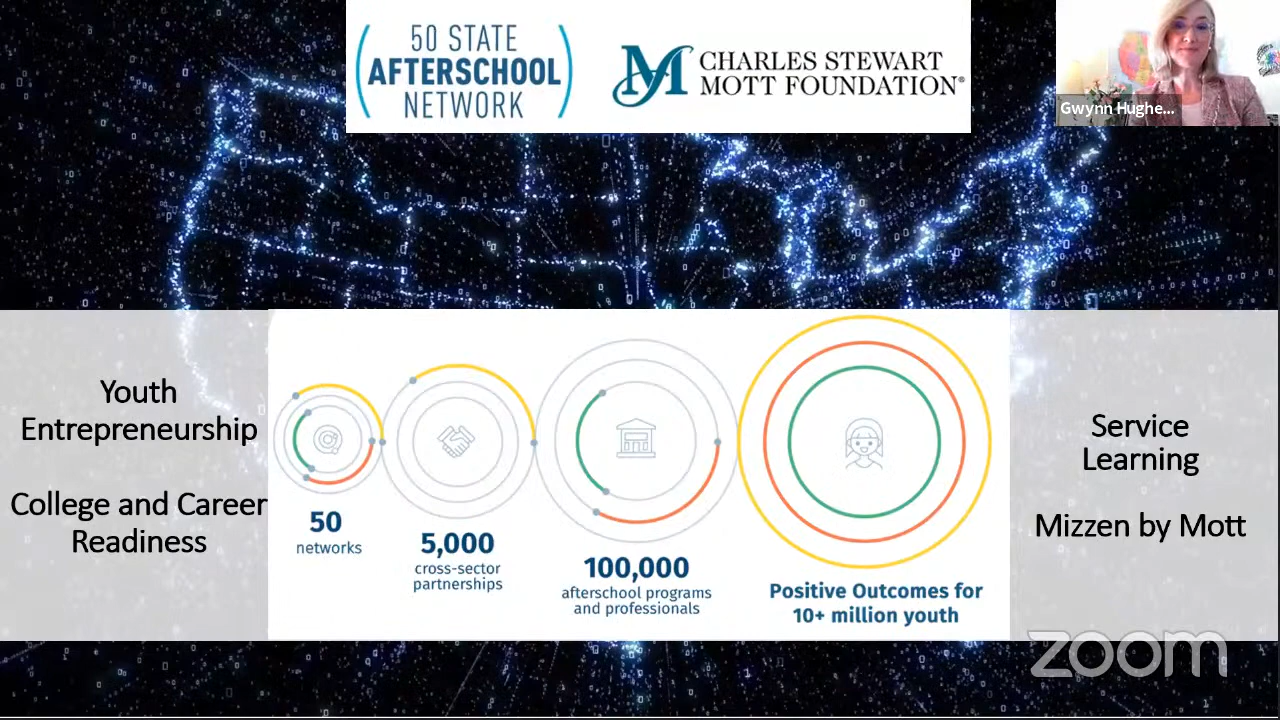 50 STATE
AFTERSCHOOL
NETWORK
CHARLES STEWART
MOTT FOUNDATION®
Gwynn Hughe...
Youth
Entrepreneurship
College and Career
Readiness
50
networks
5,000
cross-sector
partnerships
100,000
afterschool programs
and professionals
Positive Outcomes for
10+ million youth
Service
Learning
Mizzen by Mott
zoom